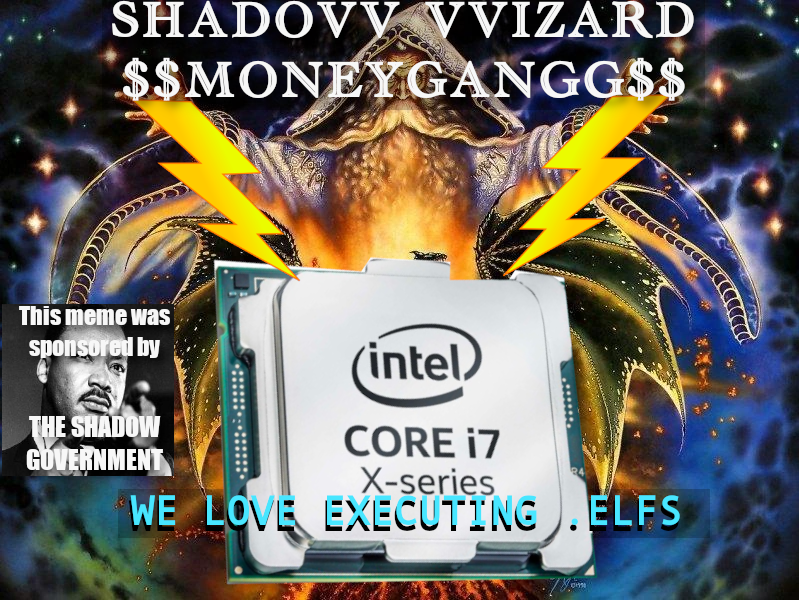 SHADOVV VVIZARD
$$MONEYGANGG$$
This meme was
sponsored by
THE SHADOW
GOVERNMENT
intel
CORE i7
X-series
WE LOVE EXECUTING .ELFS